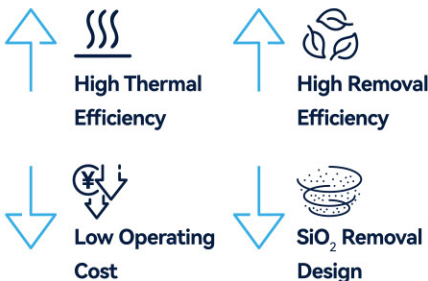 High Thermal
Efficiency
High Removal
Efficiency
¥
Low Operating
Cost
SiO₂ Removal
Design